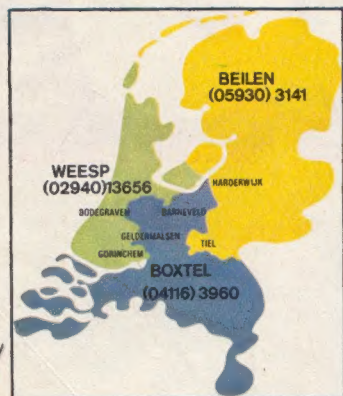 BEILEN
(05930) 3141
WEESP
(02940)13656
HARDERWIJK
BODEGRAVEN
BARNEVELD
GELDERMALSEN
TIEL
GORINCHEM
BOXTEL
(04116) 3960